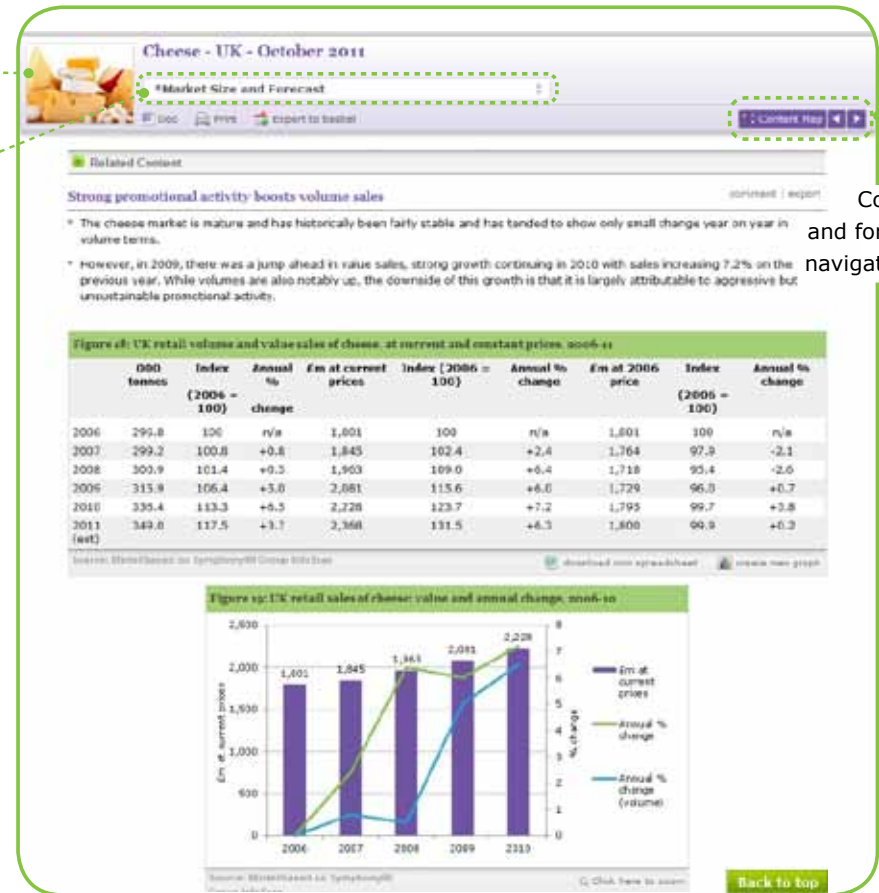 Cheese - UK - October 2011
*Market Size and Forecast
Doc Print Export to basket
Content Map
Related Content
Strong promotional activity boosts volume sales
comment | export
* The cheese market is mature and has historically been fairly stable and has tended to show only small change year on year in
volume terms.
* However, in 2009, there was a jump ahead in value sales, strong growth continuing in 2010 with sales increasing 7.2% on the
previous year. While volumes are also notably up, the downside of this growth is that it is largely attributable to aggressive but
unsustainable promotional activity.
Co
and for
navigat
Figure 18: UK retail volume and value sales of cheese, at current and constant prices, 2006-11
000 tonnes Index (2006 = 100) Annual % change £m at current prices Index (2006 = 100) Annual % change £m at 2006 price Index (2006 = 100) Annual % change
2006 100 n/a 1,801 100 n/a 1,801 100 n/a
2007 299.2 100.8 +0.8 1,845 102.4 +2.4 1,764 97.9 -2.1
2008 300.9 101.4 +0.5 1,963 109.0 +6.4 1,718 95.4 -2.6
2009 315.9 106.4 +5.0 2,081 115.6 +6.0 1,729 96.0 +0.7
2010 336.4 113.3 +6.5 2,228 123.7 +7.2 1,795 99.7 +3.8
2011 349.0 117.5 +3.7 2,368 131.5 +6.3 1,800 99.9 +0.3
(est)
download mini spreadsheet create new graph
Figure 19: UK retail sales of cheese: value and annual change, 2006-10
2,500
2,000
1,500
1,000
500
0
£m at current prices
1,801
1,845
1,963
2,081
2,228
8
7
6
5
4
3
2
1
0
% change
2006 2007 2008 2009 2010
£m at
current
prices
Annual %
change
Annual %
change
(volume)
Click here to zoom
Back to top